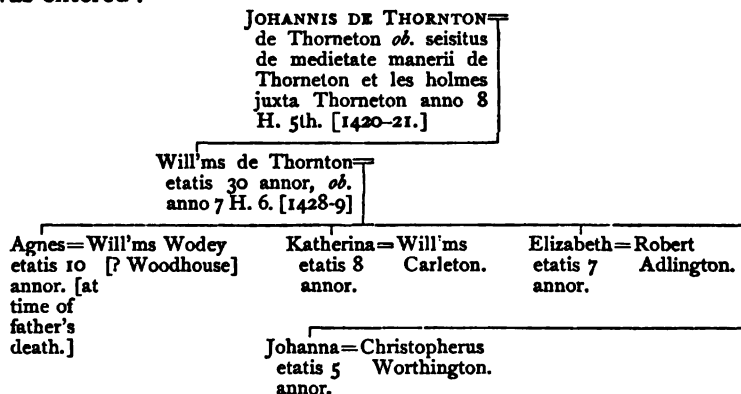 was entered :
JOHANNIS DE THORNTON=
de Thorneton ob. seisitus
de medietate manerii de
Thorneton et les holmes
juxta Thorneton anno 8
H. 5th. [1420-21.]
Will'ms de Thornton=
etatis 30 annor, ob.
anno 7 H. 6. [1428-9]
Agnes=Will'ms Wodey
etatis 10 [? Woodhouse]
annor. [at
time of
father's
death.]
Katherina=Will'ms
etatis 8 Carleton.
annor.
Elizabeth=Robert
etatis 7 Adlington.
annor.
Johanna=Christopherus
etatis 5 Worthington.
annor.